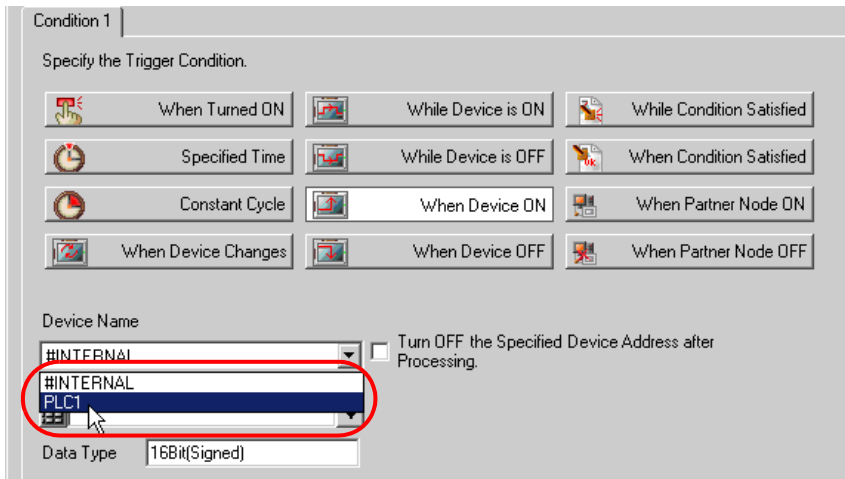 Condition 1
Specify the Trigger Condition.
When Turned ON
While Device is ON
While Condition Satisfied
Specified Time
While Device is OFF
When Condition Satisfied
Constant Cycle
When Device ON
When Partner Node ON
When Device Changes
When Device OFF
When Partner Node OFF
Device Name
#INTERNAL
Turn OFF the Specified Device Address after
Processing.
#INTERNAL
PLC1
Data Type
16Bit(Signed)